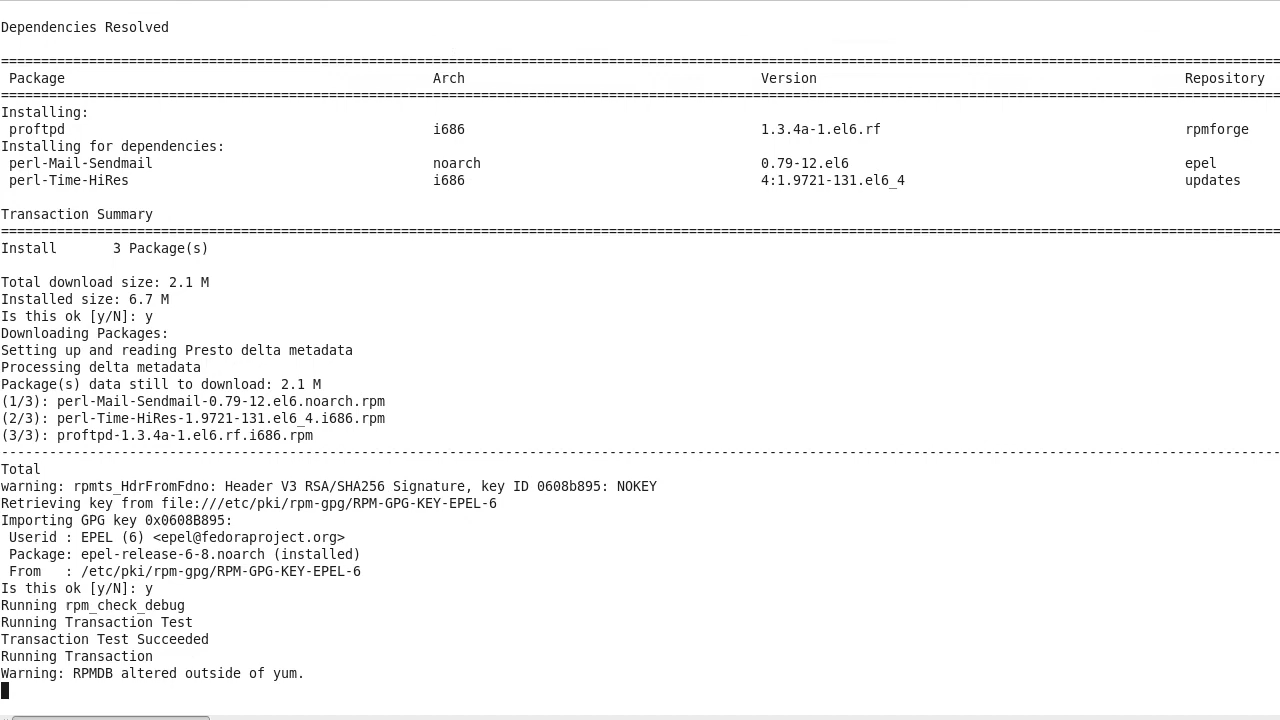 Dependencies Resolved
================================================================================================================================================================
 Package                                              Arch                                     Version                                              Repository
================================================================================================================================================================
Installing:
 proftpd                                              i686                                     1.3.4a-1.el6.rf                                      rpmforge
Installing for dependencies:
 perl-Mail-Sendmail                                   noarch                                   0.79-12.el6                                          epel
 perl-Time-HiRes                                      i686                                     4:1.9721-131.el6_4                                   updates
Transaction Summary
================================================================================================================================================================
Install       3 Package(s)
Total download size: 2.1 M
Installed size: 6.7 M
Is this ok [y/N]: y
Downloading Packages:
Setting up and reading Presto delta metadata
Processing delta metadata
Package(s) data still to download: 2.1 M
(1/3): perl-Mail-Sendmail-0.79-12.el6.noarch.rpm
(2/3): perl-Time-HiRes-1.9721-131.el6_4.i686.rpm
(3/3): proftpd-1.3.4a-1.el6.rf.i686.rpm
----------------------------------------------------------------------------------------------------------------------------------------------------------------
Total
warning: rpmts_HdrFromFdno: Header V3 RSA/SHA256 Signature, key ID 0608b895: NOKEY
Retrieving key from file:///etc/pki/rpm-gpg/RPM-GPG-KEY-EPEL-6
Importing GPG key 0x0608B895:
 Userid : EPEL (6) <epel@fedoraproject.org>
 Package: epel-release-6-8.noarch (installed)
 From   : /etc/pki/rpm-gpg/RPM-GPG-KEY-EPEL-6
Is this ok [y/N]: y
Running rpm_check_debug
Running Transaction Test
Transaction Test Succeeded
Running Transaction
Warning: RPMDB altered outside of yum.